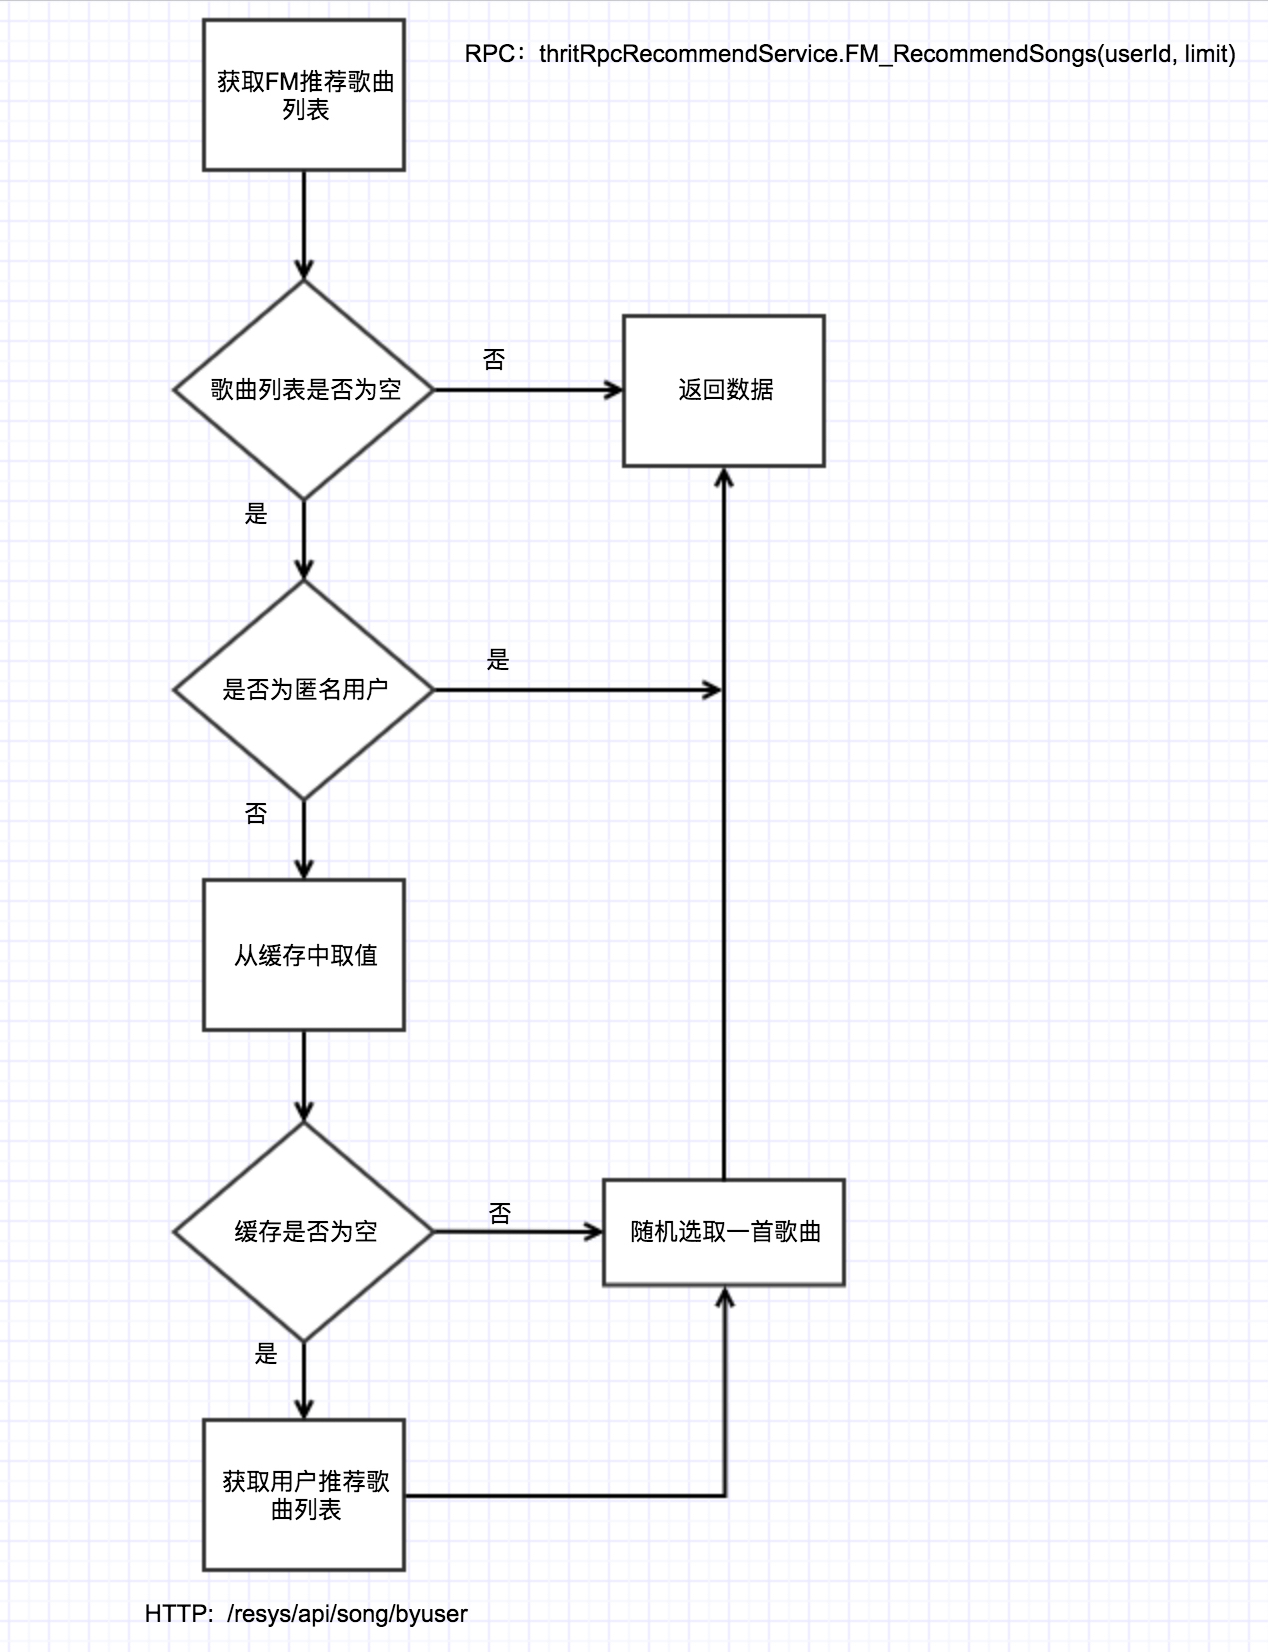 RPC：thritRpcRecommendService.FM_RecommendSongs(userId, limit)
获取FM推荐歌曲
列表
歌曲列表是否为空
否
返回数据
是
是否为匿名用户
是
否
从缓存中取值
缓存是否为空
否
随机选取一首歌曲
是
获取用户推荐歌
曲列表
HTTP：/resys/api/song/byuser